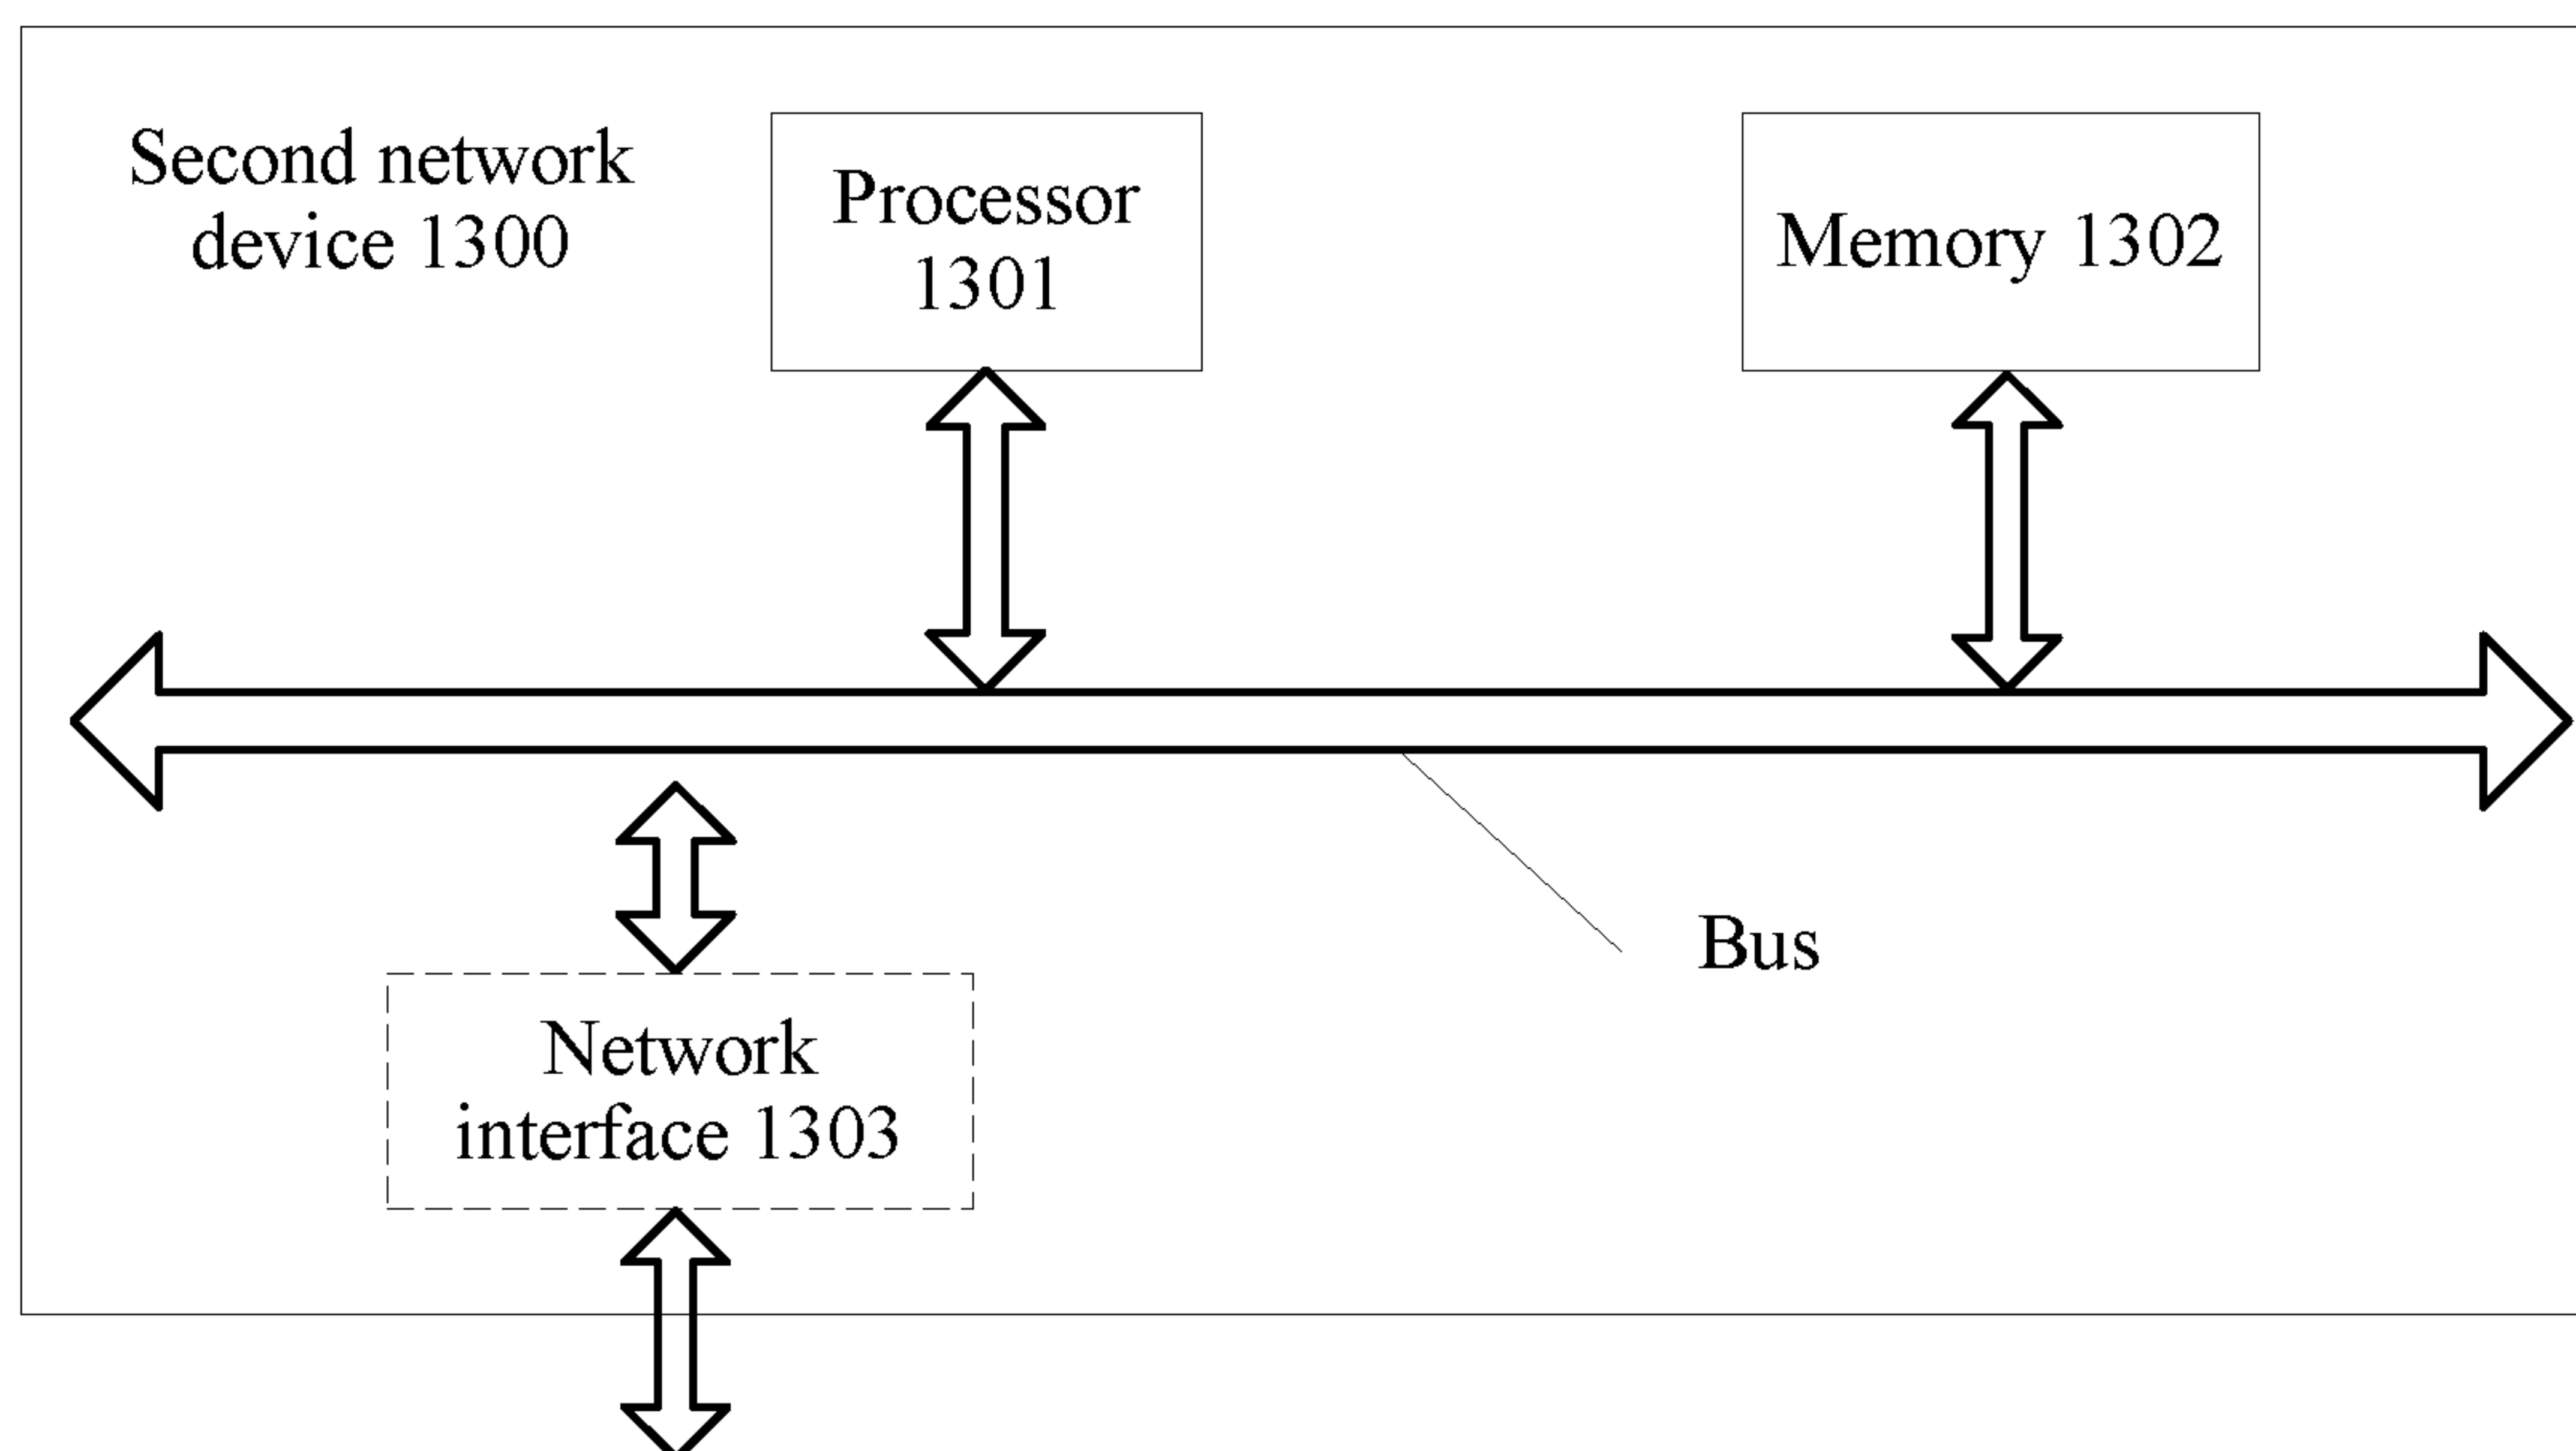 Second network
device 1300
Processor
1301
Memory 1302
Bus
Network
interface 1303